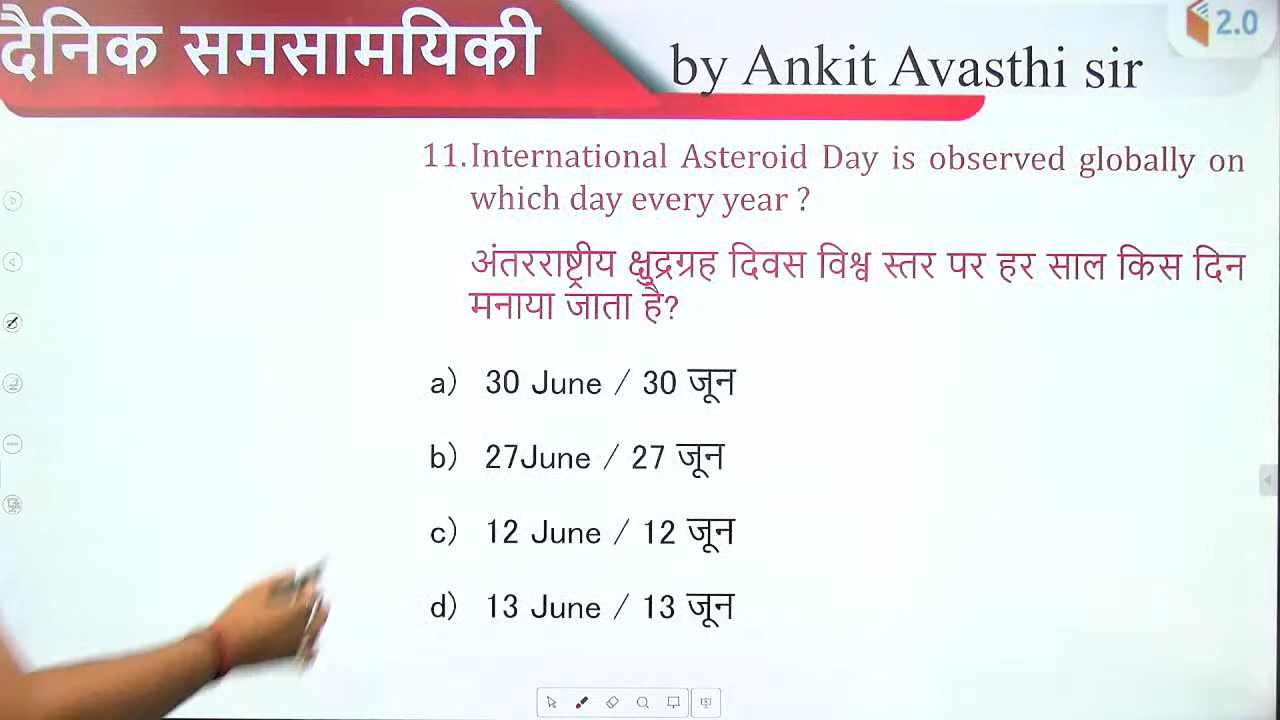 दैनिक समसामयिकी
by Ankit Avasthi sir
2.0
11. International Asteroid Day is observed globally on
which day every year ?
अंतरराष्ट्रीय क्षुद्रग्रह दिवस विश्व स्तर पर हर साल किस दिन
मनाया जाता है?
a) 30 June / 30 जून
b) 27June / 27 जून
c) 12 June / 12 जून
d) 13 June / 13 जून